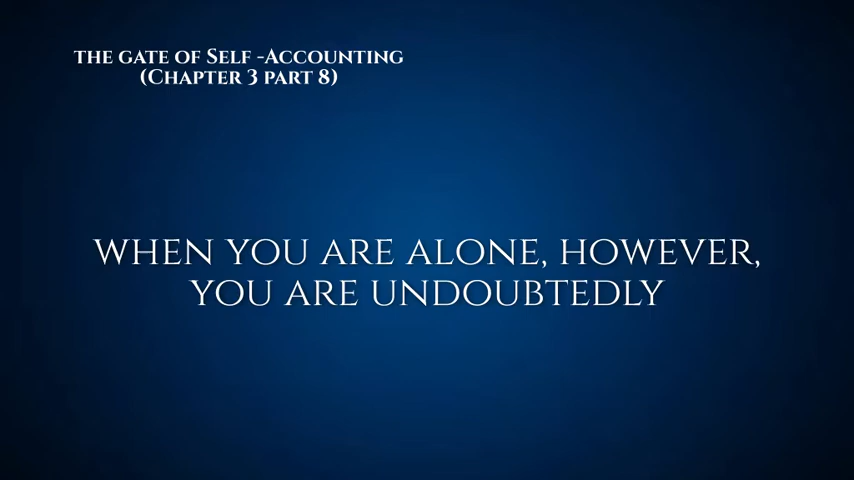 the gate of Self -Accounting
(Chapter 3 part 8)
when you are alone, however,
you are undoubtedly